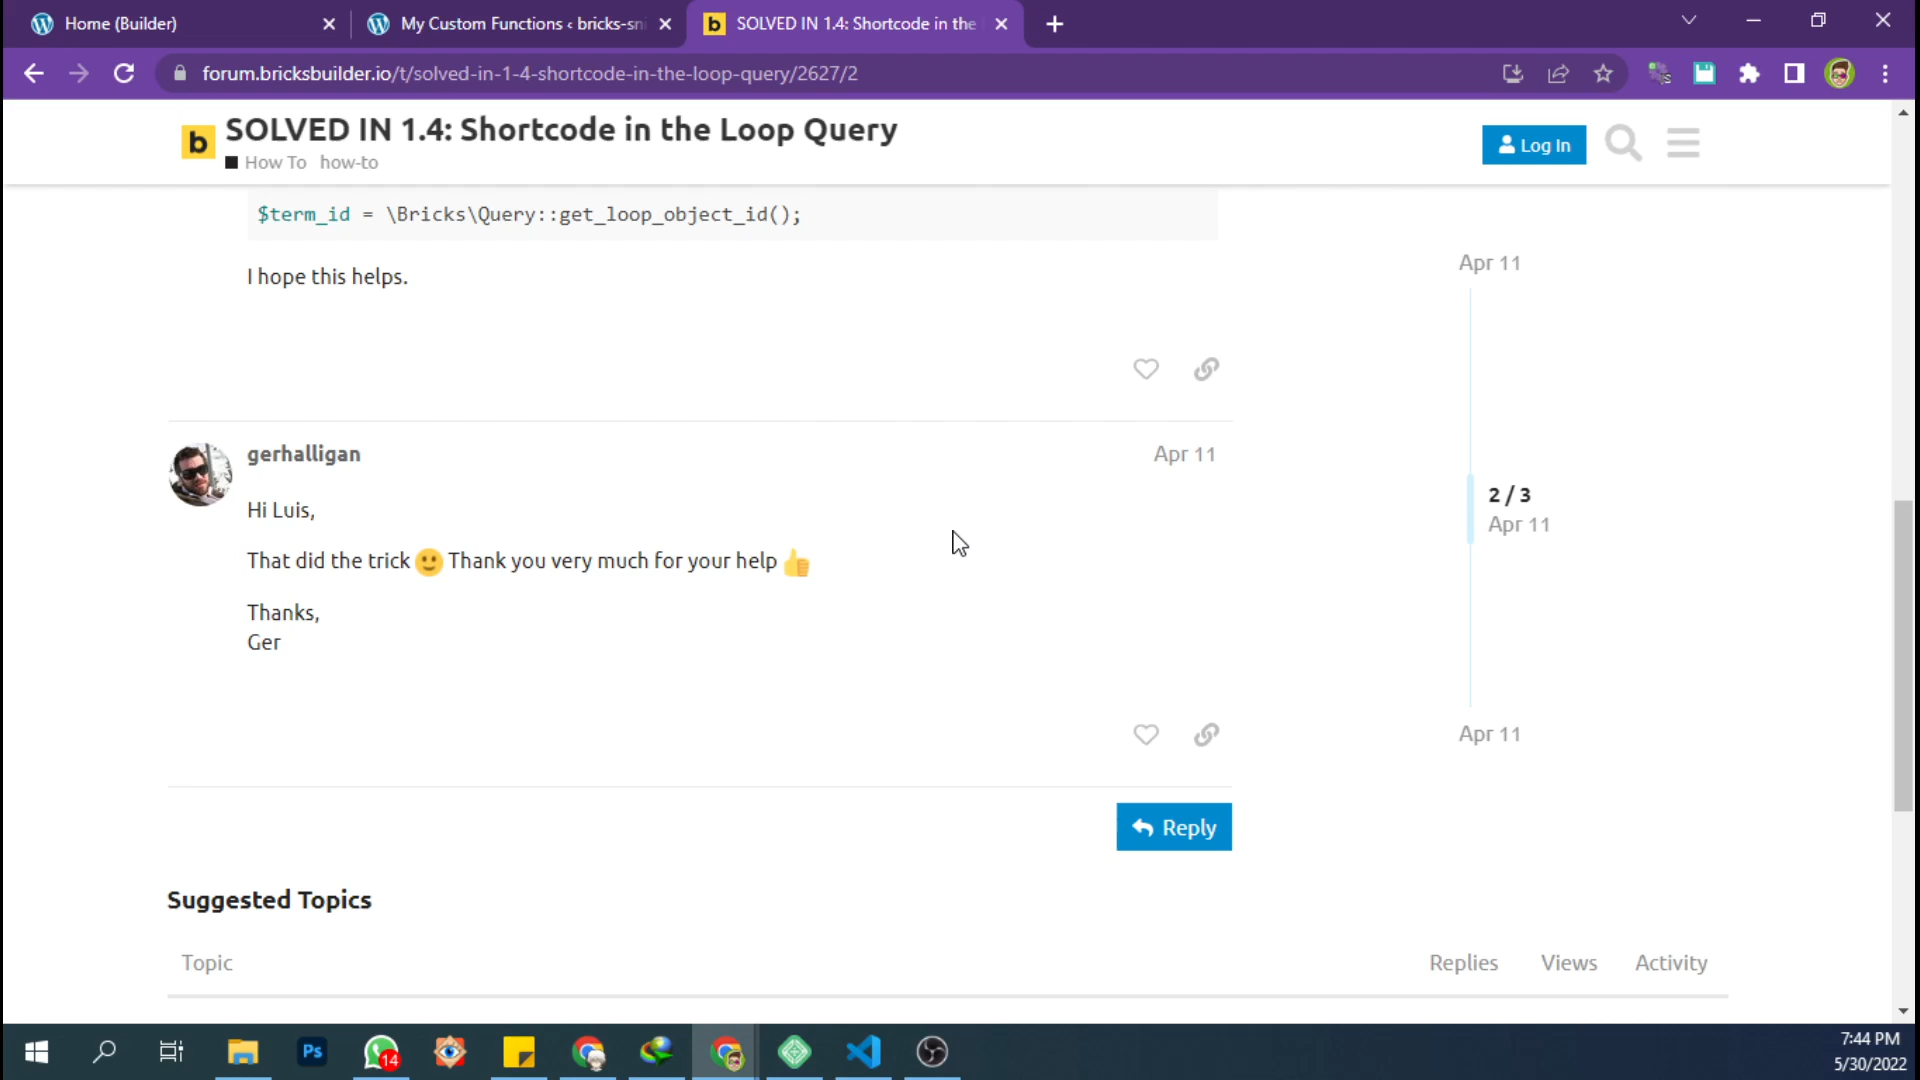 Home (Builder)
My Custom Functions ‹ bricks-sni
SOLVED IN 1.4: Shortcode in the
forum.bricksbuilder.io/t/solved-in-1-4-shortcode-in-the-loop-query/2627/2
b
SOLVED IN 1.4: Shortcode in the Loop Query
How To how-to
Log In
$term_id = \Bricks\Query::get_loop_object_id();
I hope this helps.
Apr 11
gerhalligan
Apr 11
Hi Luis,
That did the trick Thank you very much for your help
Thanks,
Ger
2 / 3
Apr 11
Apr 11
Reply
Suggested Topics
Topic Replies Views Activity
Ps
14
7:44 PM
5/30/2022